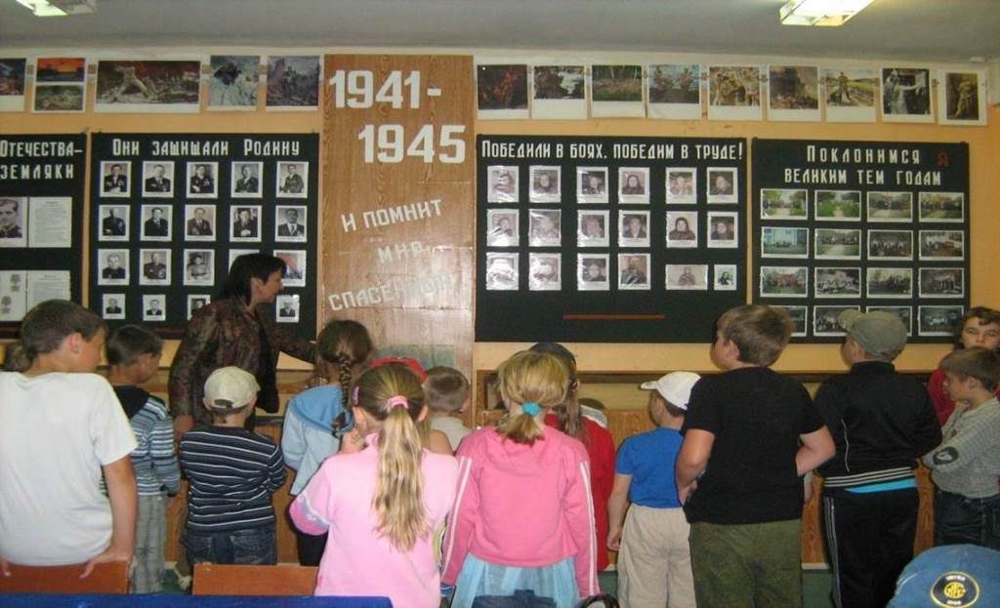 1941-
1945
И ПОМНИТ
МИР
СПАСЕННЫЙ
ОТЕЧЕСТВА-
ЗЕМЛЯКИ
ОНИ ЗАЩИЩАЛИ РОДИНУ
ПОБЕДИЛИ В БОЯХ, ПОБЕДИМ В ТРУДЕ!
ПОКЛОНИМСЯ
ВЕЛИКИМ ТЕМ ГОДАМ